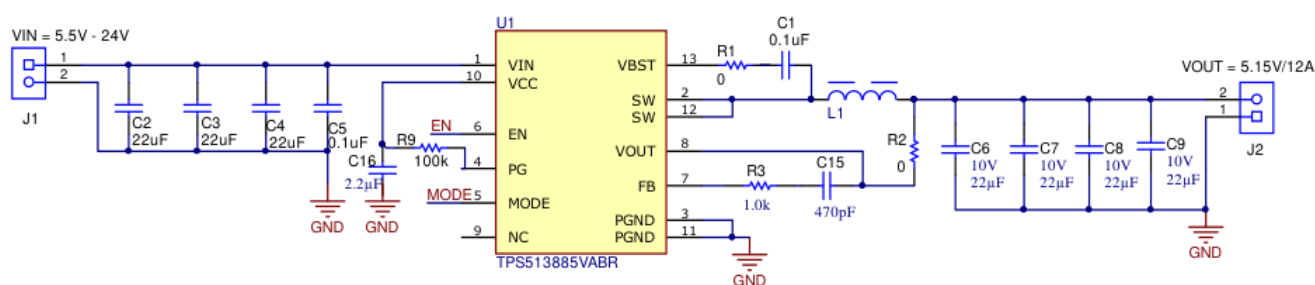 VIN = 5.5V - 24V
1
2
J1
C2
22uF
C3
22uF
C4
22uF
C5
0.1uF
GND
C16
2.2µF
GND
R9
100k
EN
MODE
U1
1
VIN
10
VCC
6
EN
4
PG
5
MODE
9
NC
VBST
13
SW
2
SW
12
VOUT
8
FB
7
PGND
3
PGND
11
TPS513885VABR
GND
R1
0
C1
0.1uF
L1
R3
1.0k
C15
470pF
R2
0
C6
10V
22µF
C7
10V
22µF
C8
10V
22µF
C9
10V
22µF
VOUT = 5.15V/12A
2
1
J2
GND